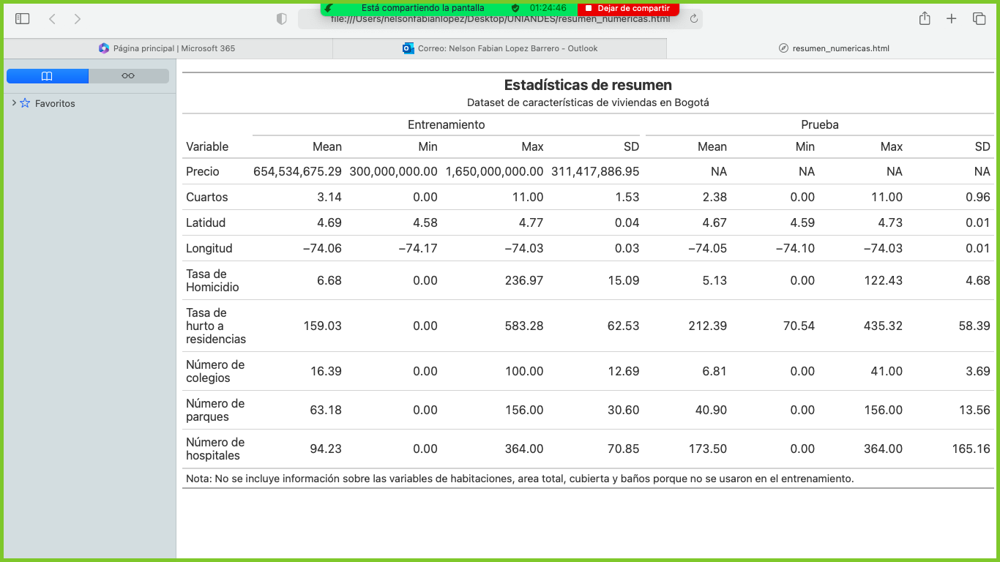 Está compartiendo la pantalla 01:24:46 Dejar de compartir
file:///Users/nelsonfabianlopez/Desktop/UNIANDES/resumen_numericas.html
Página principal | Microsoft 365 Correo: Nelson Fabian Lopez Barrero – Outlook resumen_numericas.html
Favoritos
Estadísticas de resumen
Dataset de características de viviendas en Bogotá
Entrenamiento Prueba
Variable Mean Min Max SD Mean Min Max SD
Precio 654,534,675.29 300,000,000.00 1,650,000,000.00 311,417,886.95 NA NA NA NA
Cuartos 3.14 0.00 11.00 1.53 2.38 0.00 11.00 0.96
Latidud 4.69 4.58 4.77 0.04 4.67 4.59 4.73 0.01
Longitud −74.06 −74.17 −74.03 0.03 −74.05 −74.10 −74.03 0.01
Tasa de
Homicidio 6.68 0.00 236.97 15.09 5.13 0.00 122.43 4.68
Tasa de
hurto a 159.03 0.00 583.28 62.53 212.39 70.54 435.32 58.39
residencias
Número de
colegios 16.39 0.00 100.00 12.69 6.81 0.00 41.00 3.69
Número de
parques 63.18 0.00 156.00 30.60 40.90 0.00 156.00 13.56
Número de
hospitales 94.23 0.00 364.00 70.85 173.50 0.00 364.00 165.16
Nota: No se incluye información sobre las variables de habitaciones, area total, cubierta y baños porque no se usaron en el entrenamiento.